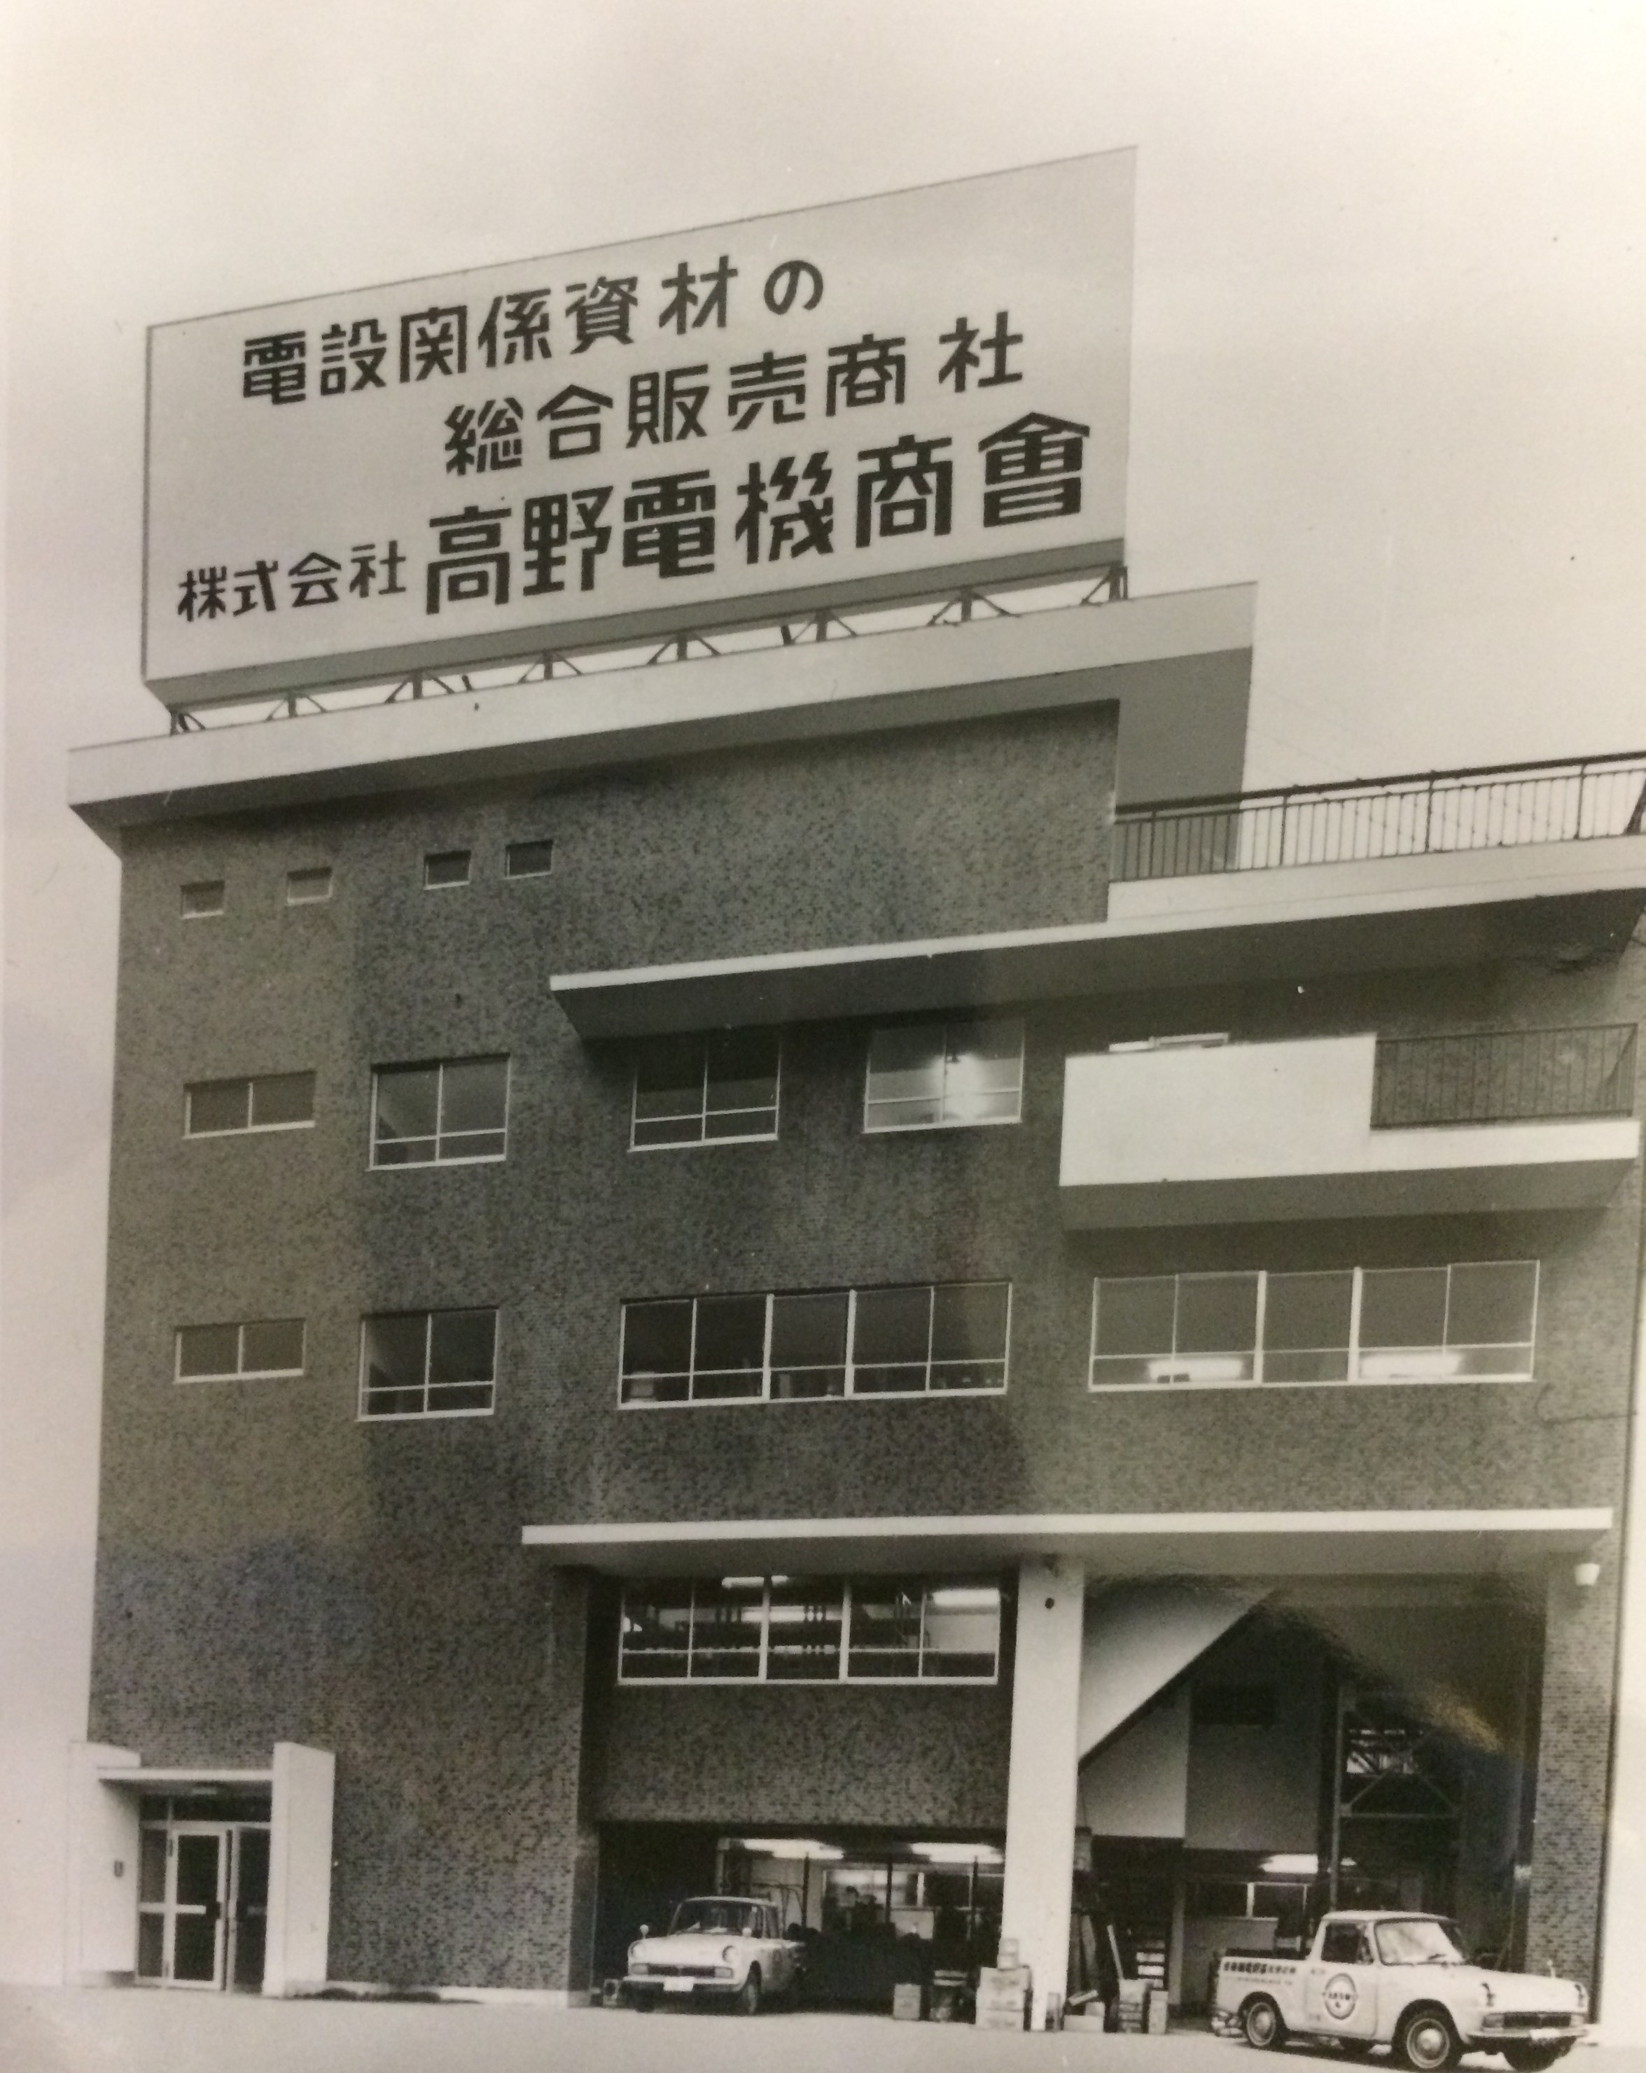 電設関係資材の
総合販売商社
株式会社高野電機商會